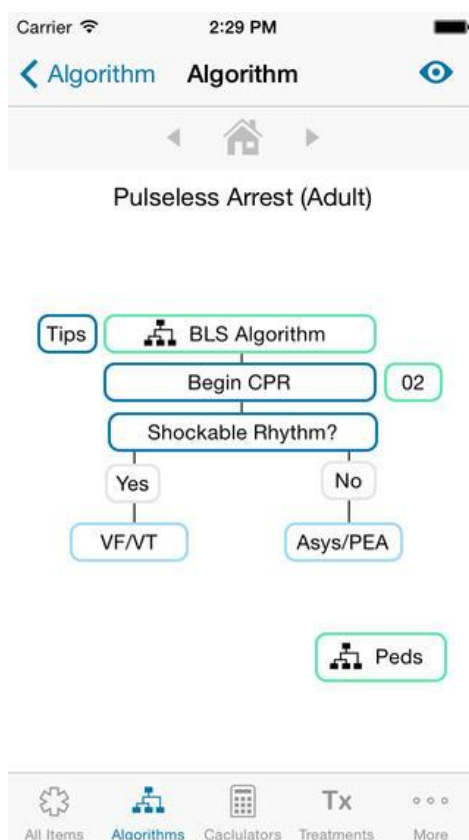 Carrier 2:29 PM
Algorithm Algorithm
Pulseless Arrest (Adult)
Tips BLS Algorithm
Begin CPR 02
Shockable Rhythm?
Yes No
VF/VT Asys/PEA
Peds
Tx
All Items Algorithms Caclulators Treatments More